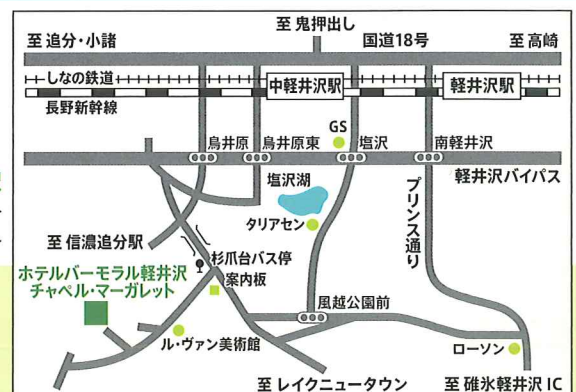 至 鬼押出し
至 追分・小諸
国道18号
至 高崎
しなの鉄道
中軽井沢駅
軽井沢駅
長野新幹線
GS
鳥井原
鳥井原東
塩沢
南軽井沢
軽井沢バイパス
塩沢湖
プリンス通り
タリアセン
至 信濃追分駅
杉爪台バス停
案内板
ホテルバーモラル軽井沢
チャペル・マーガレット
風越公園前
ル・ヴァン美術館
ローソン
至 レイクニュータウン
至 碓氷軽井沢 IC